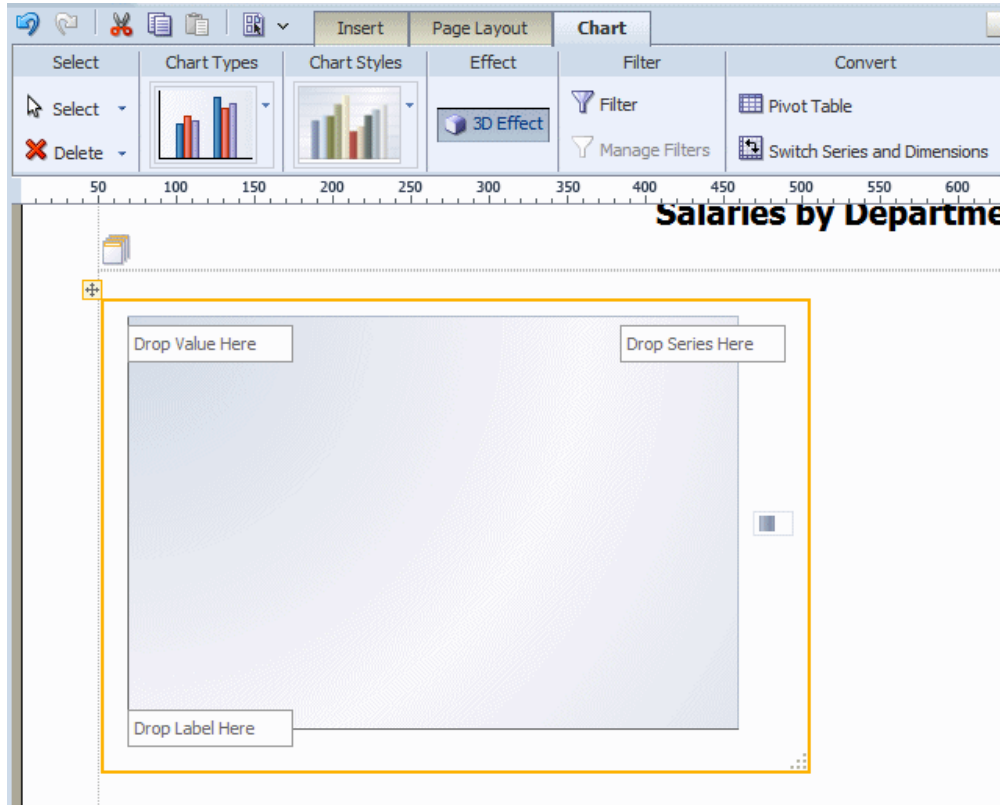 Insert Page Layout Chart
Select Chart Types Chart Styles Effect Filter Convert
Select 3D Effect Filter Pivot Table
Delete Manage Filters Switch Series and Dimensions
50 100 150 200 250 300 350 400 450 500 550 600
Salaries by Departme
Drop Value Here Drop Series Here
Drop Label Here